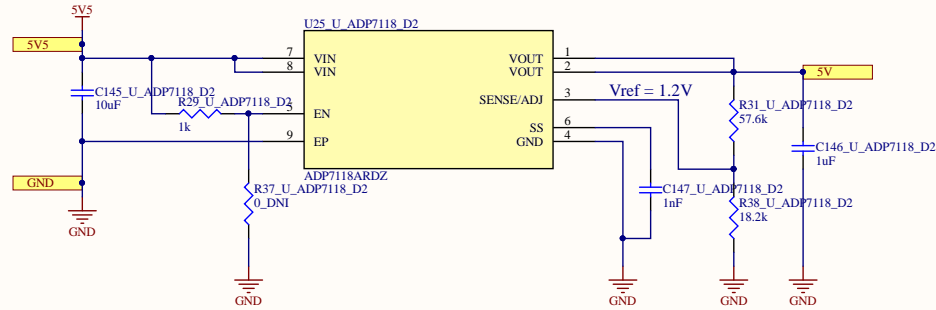 5V5
5V5
U25_U_ADP7118_D2
7 VIN VOUT 1
8 VIN VOUT 2
5V
C145_U_ADP7118_D2
10uF
R29_U_ADP7118_D2
1k
5 EN SENSE/ADJ 3
Vref = 1.2V
R31_U_ADP7118_D2
57.6k
SS 6
9 EP GND 4
C146_U_ADP7118_D2
1uF
ADP7118ARDZ
GND
R37_U_ADP7118_D2
0_DNI
C147_U_ADP7118_D2
1nF
R38_U_ADP7118_D2
18.2k
GND
GND
GND
GND
GND